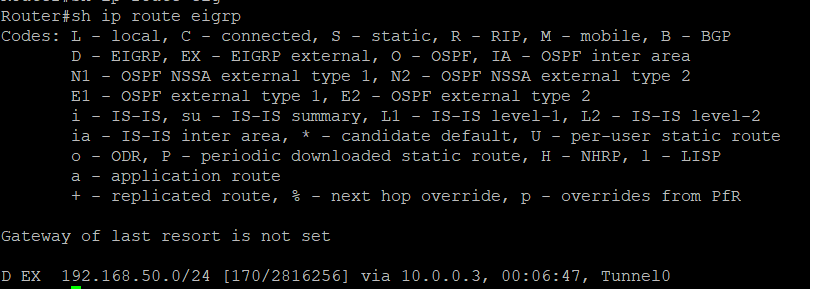 Router#sh ip route eigrp
Codes: L - local, C - connected, S - static, R - RIP, M - mobile, B - BGP
D - EIGRP, EX - EIGRP external, O - OSPF, IA - OSPF inter area
N1 - OSPF NSSA external type 1, N2 - OSPF NSSA external type 2
E1 - OSPF external type 1, E2 - OSPF external type 2
i - IS-IS, su - IS-IS summary, L1 - IS-IS level-1, L2 - IS-IS level-2
ia - IS-IS inter area, * - candidate default, U - per-user static route
o - ODR, P - periodic downloaded static route, H - NHRP, l - LISP
a - application route
+ - replicated route, % - next hop override, p - overrides from PfR
Gateway of last resort is not set
D EX 192.168.50.0/24 [170/2816256] via 10.0.0.3, 00:06:47, Tunnel0